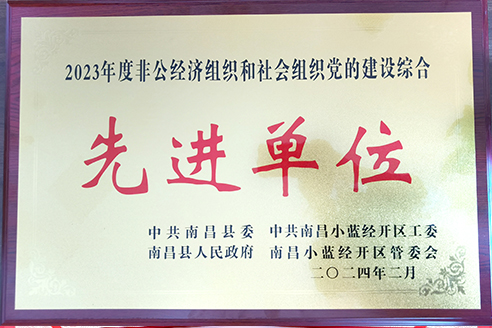 2023年度非公经济组织和社会组织党的建设综合
先进单位
中共南昌县委 中共南昌小蓝经开区工委
南昌县人民政府 南昌小蓝经开区管委会
二〇二四年二月